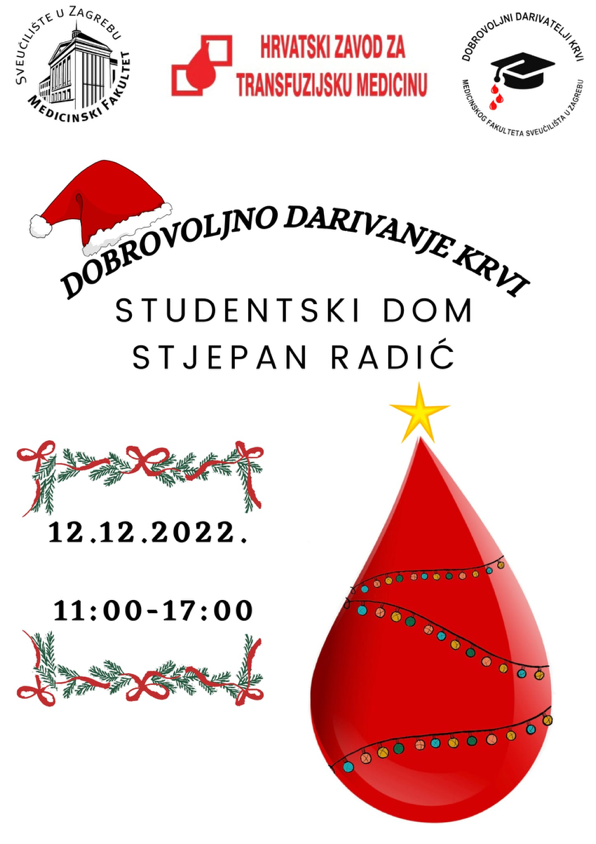 SVEUČILIŠTE U ZAGREBU
MEDICINSKI FAKULTET
HRVATSKI ZAVOD ZA
TRANSFUZIJSKU MEDICINU
DOBROVOLJNI DARIVATELJI KRVI
MEDICINSKOG FAKULTETA SVEUČILIŠTA U ZAGREBU
DOBROVOLJNO DARIVANJE KRVI
STUDENTSKI DOM
STJEPAN RADIĆ
12.12.2022.
11:00-17:00